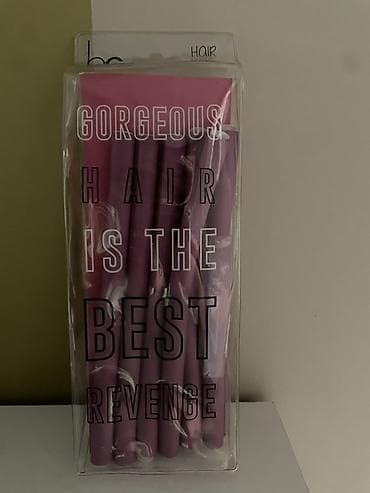 HAIR
GORGEOUS
HAIR
IS THE
BEST
REVENGE